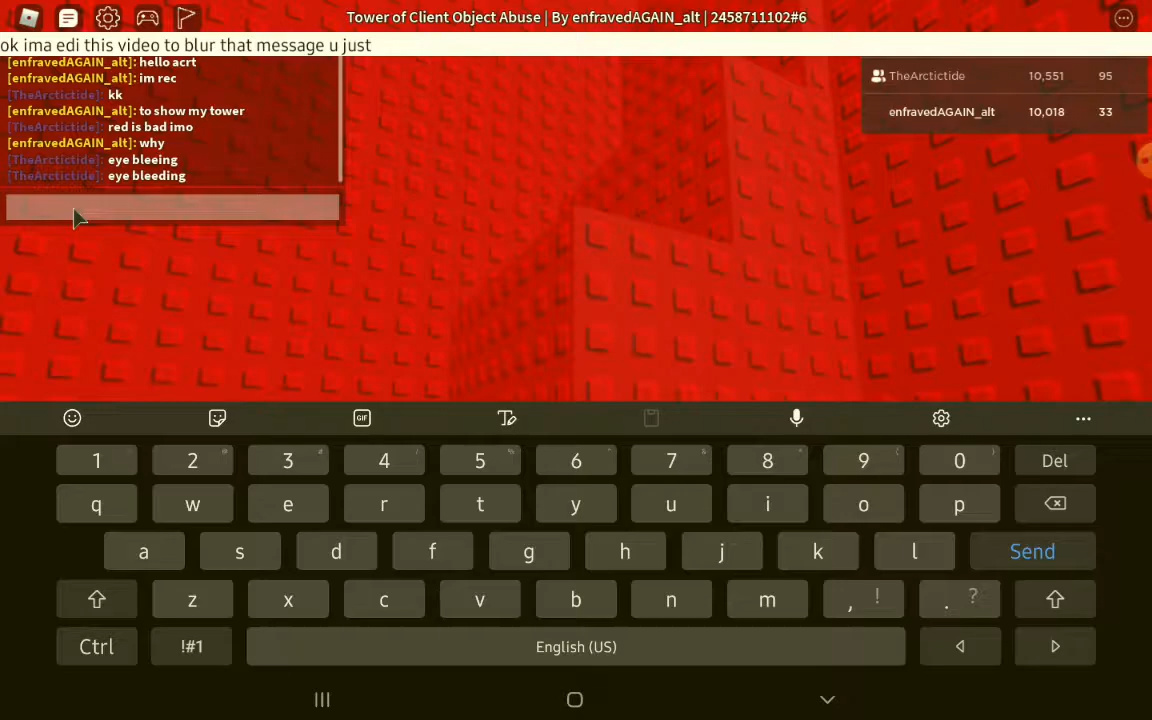 Tower of Client Object Abuse | By enfravedAGAIN_alt | 2458711102#6
ok ima edi this video to blur that message u just
[enfravedAGAIN_alt]: hello acrt
[enfravedAGAIN_alt]: im rec
[TheArctictide]: kk
[enfravedAGAIN_alt]: to show my tower
[TheArctictide]: red is bad imo
[enfravedAGAIN_alt]: why
[TheArctictide]: eye bleeing
[TheArctictide]: eye bleeding
TheArctictide 10,551 95
enfravedAGAIN_alt 10,018 33
GIF
1 2 3 4 5 6 7 8 9 0 Del
q w e r t y u i o p
a s d f g h j k l Send
z x c v b n m , ! . ?
Ctrl !#1 English (US)